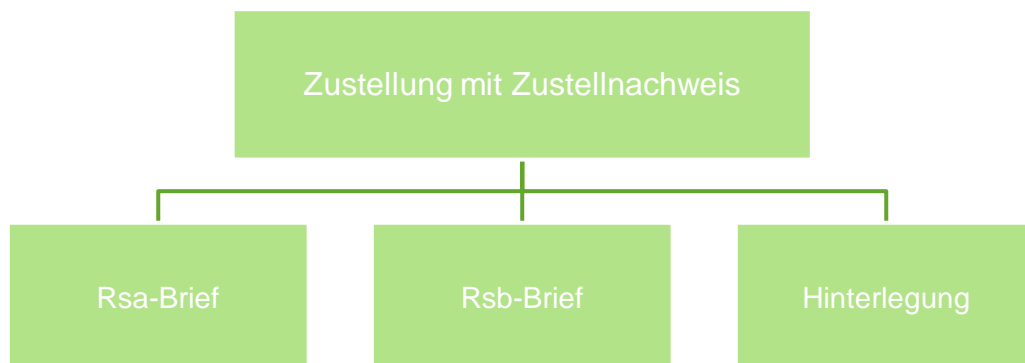 Zustellung mit Zustellnachweis
Rsa-Brief
Rsb-Brief
Hinterlegung